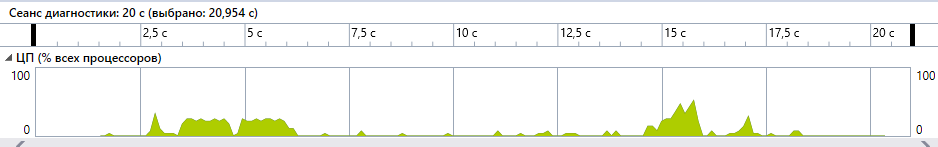 Сеанс диагностики: 20 с (выбрано: 20,954 с)
2,5 с 5 с 7,5 с 10 с 12,5 с 15 с 17,5 с 20 с
ЦП (% всех процессоров)
100 100
0 0